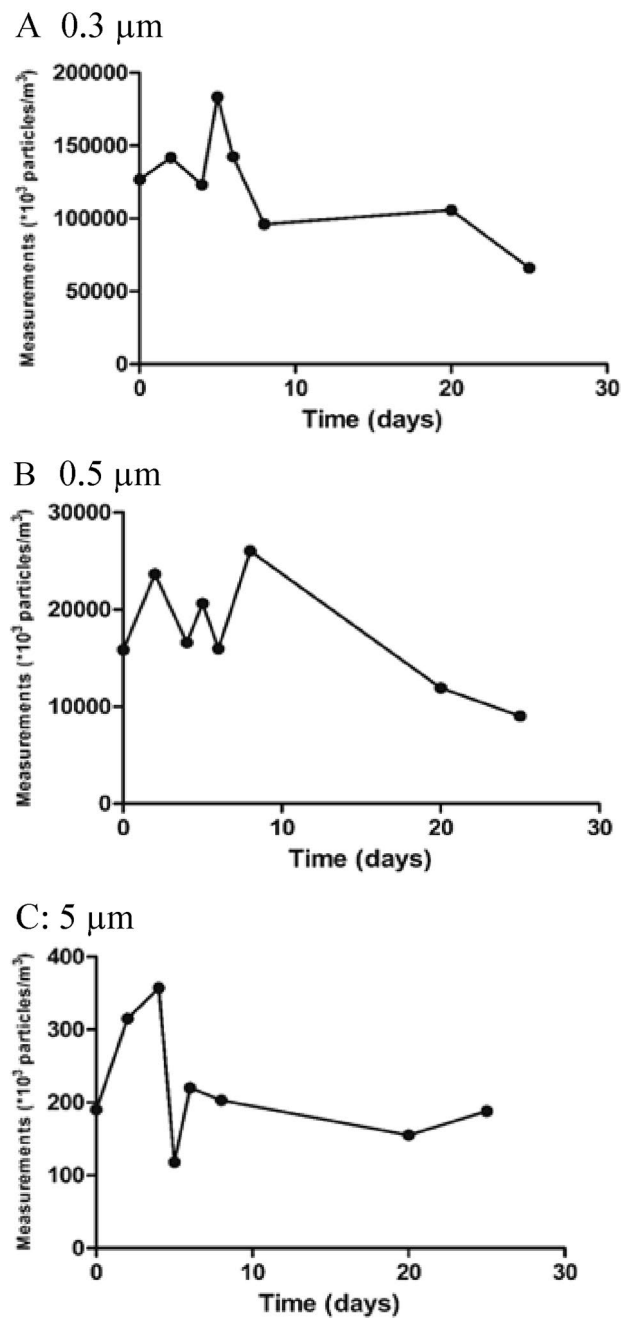 A 0.3 µm
Measurements (*10³ particles/m³)
200000
150000
100000
50000
0
0 10 20 30
Time (days)
B 0.5 µm
Measurements (*10³ particles/m³)
30000
20000
10000
0
0 10 20 30
Time (days)
C: 5 µm
Measurements (*10³ particles/m³)
400
300
200
100
0
0 10 20 30
Time (days)